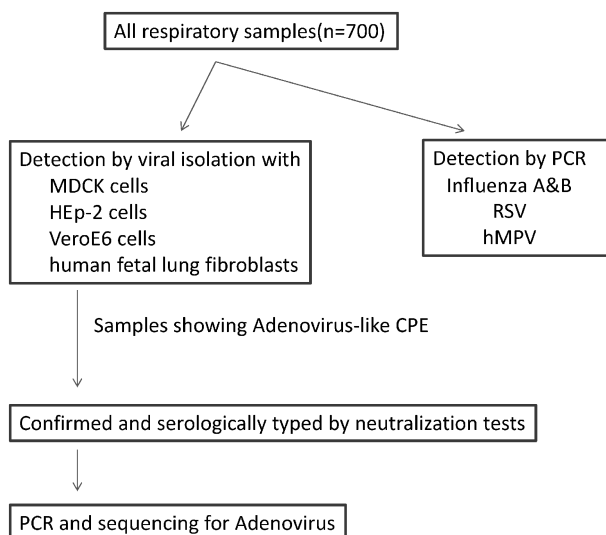 All respiratory samples(n=700)
Detection by viral isolation with
MDCK cells
HEp-2 cells
VeroE6 cells
human fetal lung fibroblasts
Detection by PCR
Influenza A&B
RSV
hMPV
Samples showing Adenovirus-like CPE
Confirmed and serologically typed by neutralization tests
PCR and sequencing for Adenovirus